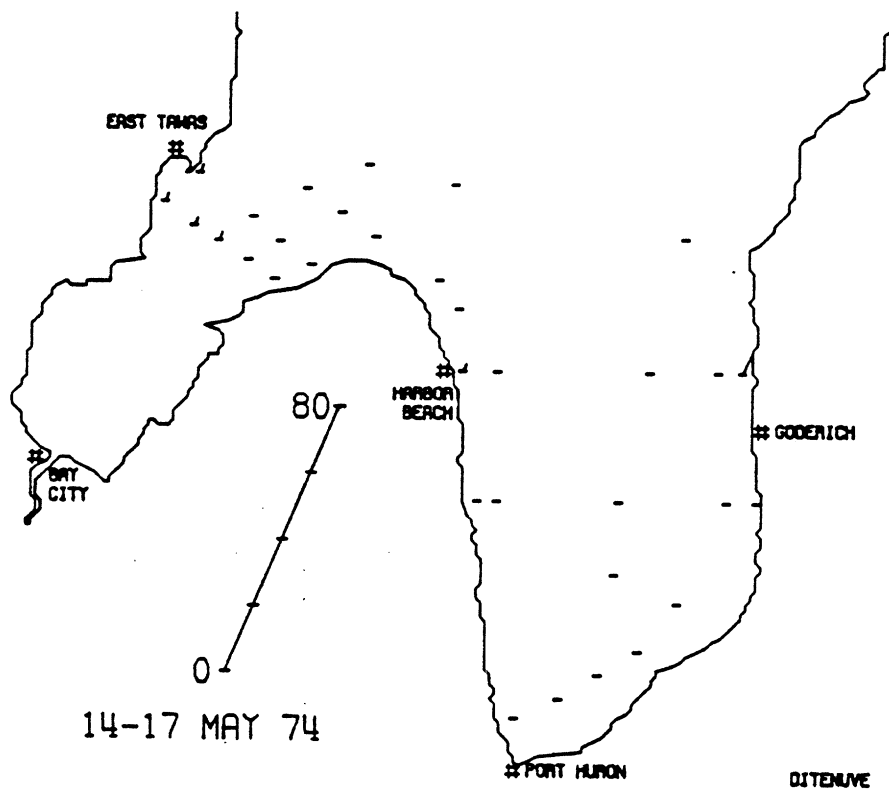 EAST TAWAS
80
HARBOR
BEACH
# GODERICH
BAY
CITY
0
14-17 MAY 74
# PORT HURON
DITENUVE